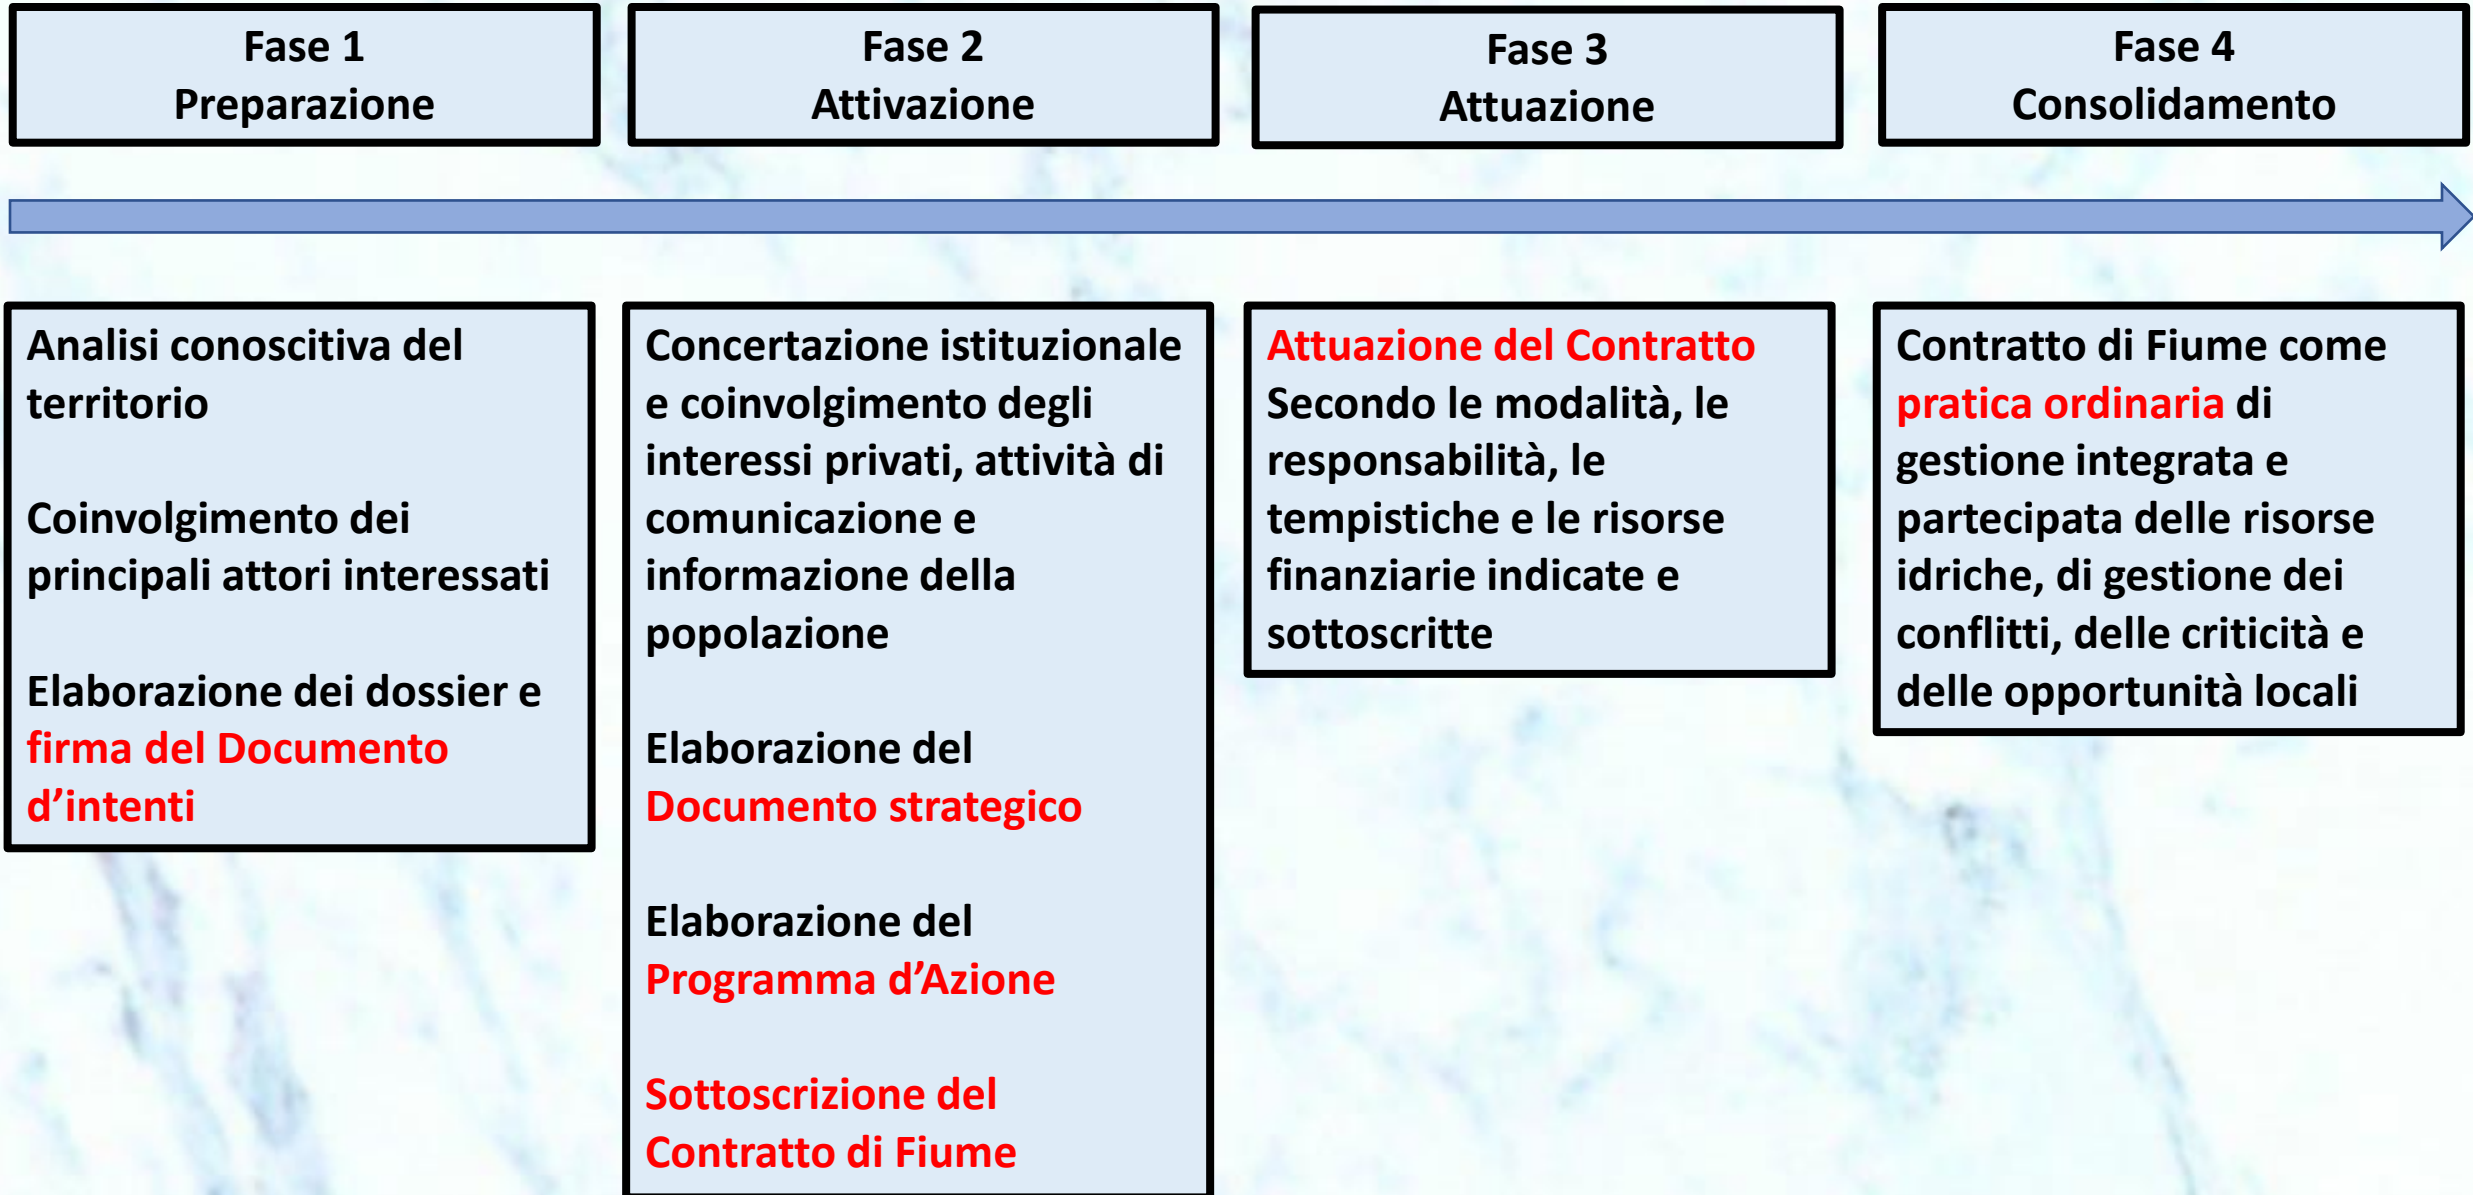 Fase 1
Preparazione
Fase 2
Attivazione
Fase 3
Attuazione
Fase 4
Consolidamento
Analisi conoscitiva del
territorio
Coinvolgimento dei
principali attori interessati
Elaborazione dei dossier e
firma del Documento
d’intenti
Concertazione istituzionale
e coinvolgimento degli
interessi privati, attività di
comunicazione e
informazione della
popolazione
Elaborazione del
Documento strategico
Elaborazione del
Programma d’Azione
Sottoscrizione del
Contratto di Fiume
Attuazione del Contratto
Secondo le modalità, le
responsabilità, le
tempistiche e le risorse
finanziarie indicate e
sottoscritte
Contratto di Fiume come
pratica ordinaria di
gestione integrata e
partecipata delle risorse
idriche, di gestione dei
conflitti, delle criticità e
delle opportunità locali